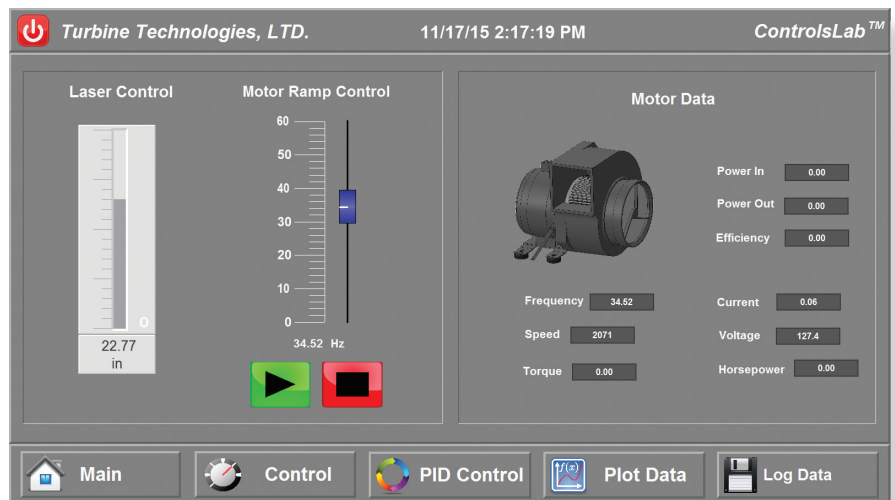 Turbine Technologies, LTD. 11/17/15 2:17:19 PM ControlsLab™
Laser Control
22.77
in
Motor Ramp Control
60
50
40
30
20
10
0
34.52 Hz
Motor Data
Power In 0.00
Power Out 0.00
Efficiency 0.00
Frequency 34.52
Speed 2071
Torque 0.00
Current 0.06
Voltage 127.4
Horsepower 0.00
Main
Control
PID Control
f(x)
Plot Data
Log Data